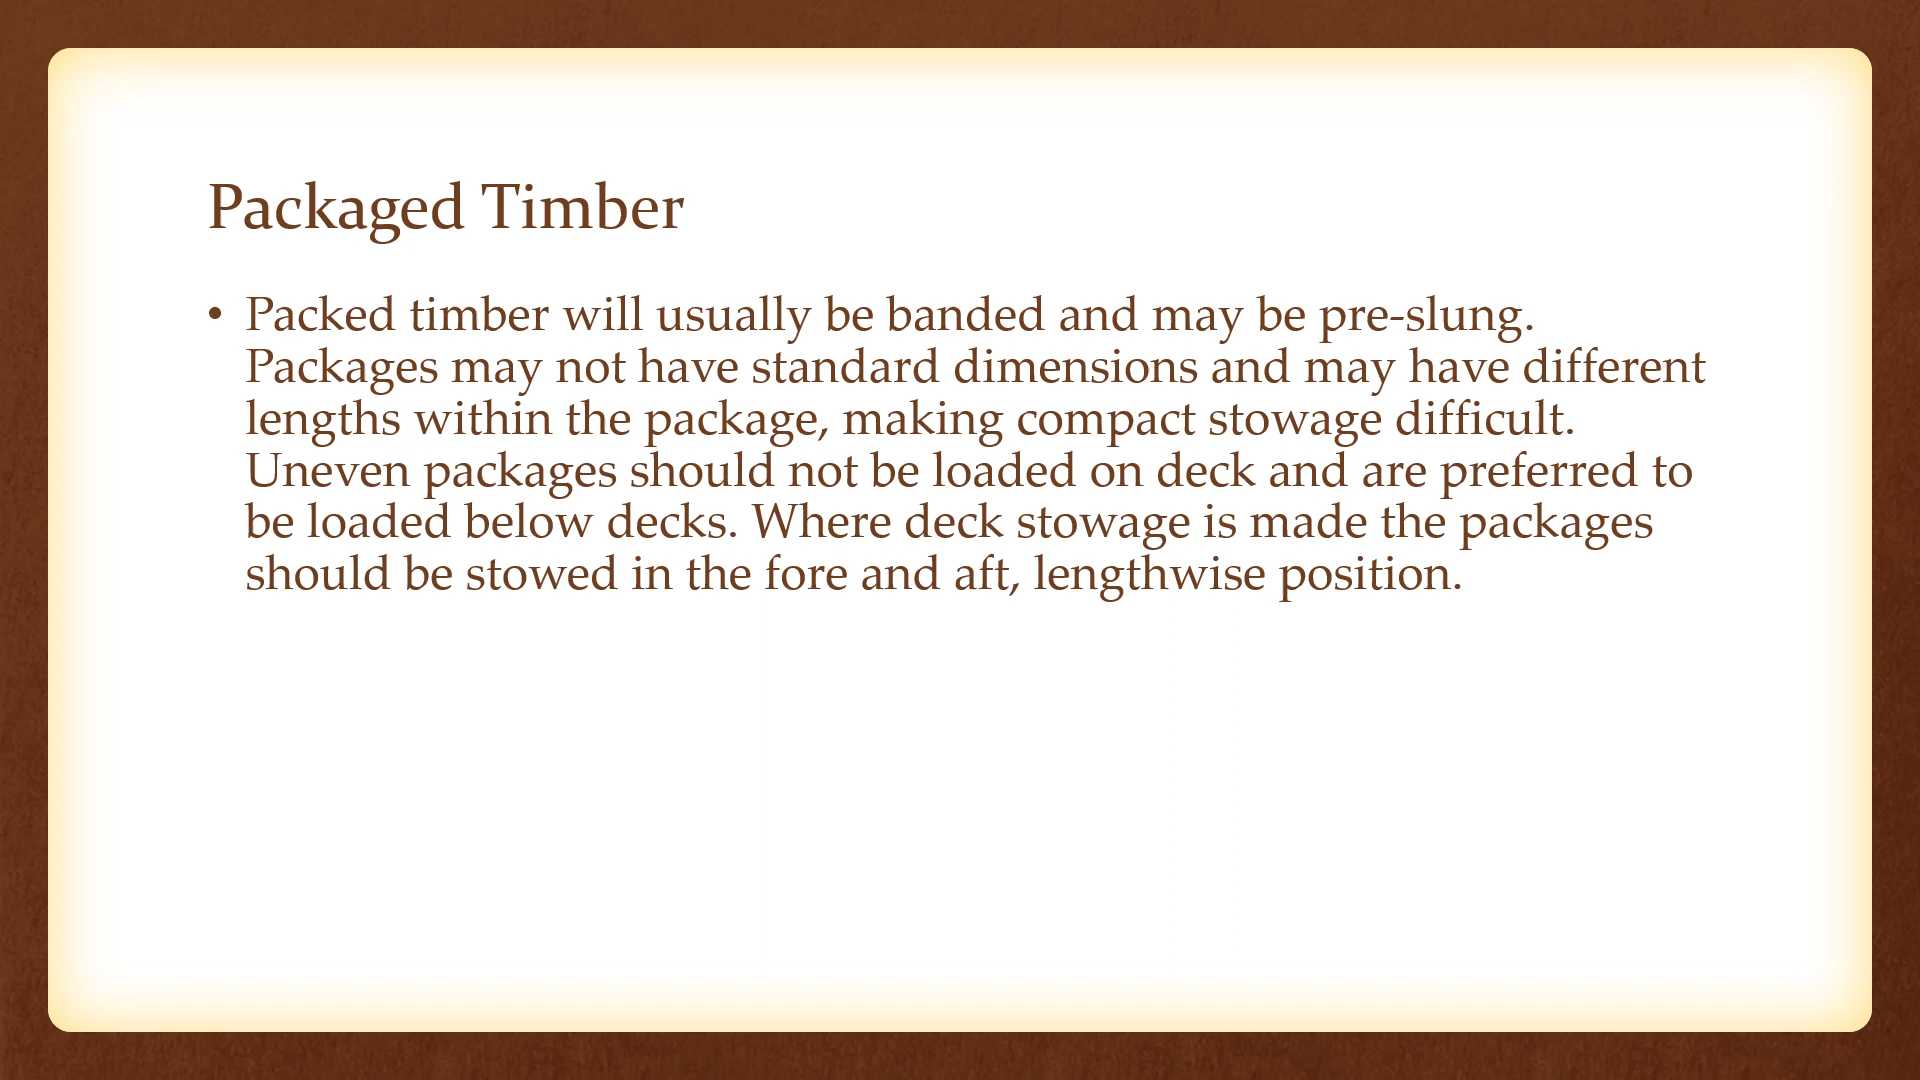 Packaged Timber
• Packed timber will usually be banded and may be pre-slung.
Packages may not have standard dimensions and may have different
lengths within the package, making compact stowage difficult.
Uneven packages should not be loaded on deck and are preferred to
be loaded below decks. Where deck stowage is made the packages
should be stowed in the fore and aft, lengthwise position.